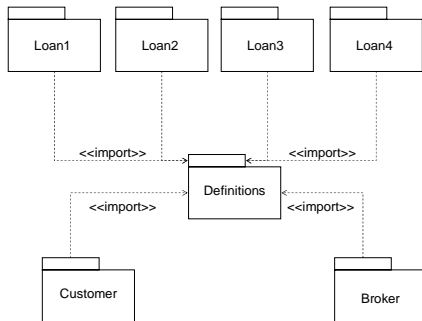 Loan1 Loan2 Loan3 Loan4
<<import>> <<import>>
Definitions
<<import>> <<import>>
Customer Broker